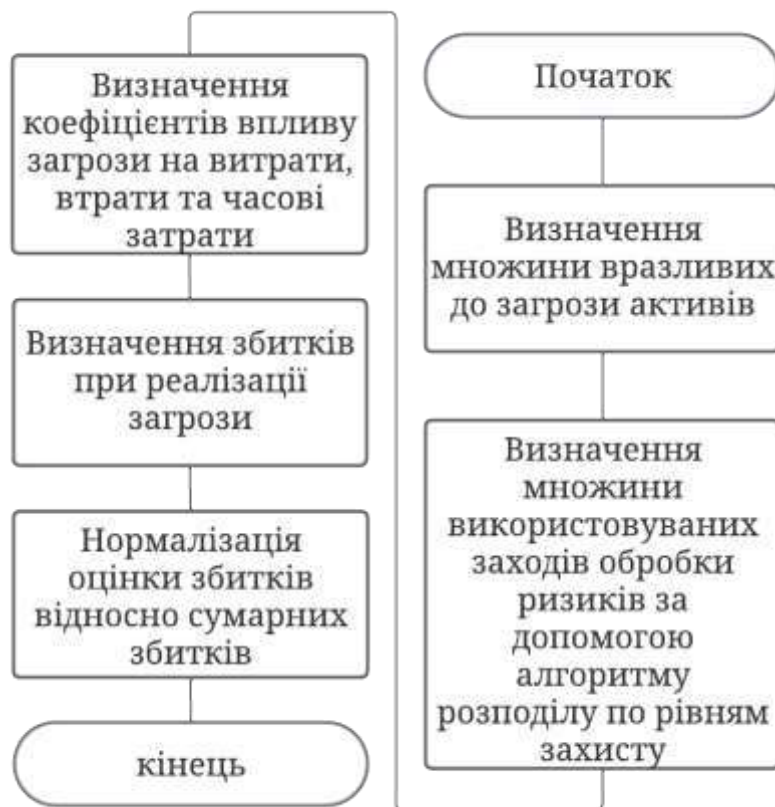 Початок
Визначення
множини вразливих
до загрози активів
Визначення
множини
використовуваних
заходів обробки
ризиків за
допомогою
алгоритму
розподілу по рівням
захисту
Визначення
коефіцієнтів впливу
загрози на витрати,
втрати та часові
затрати
Визначення збитків
при реалізації
загрози
Нормалізація
оцінки збитків
відносно сумарних
збитків
кінець